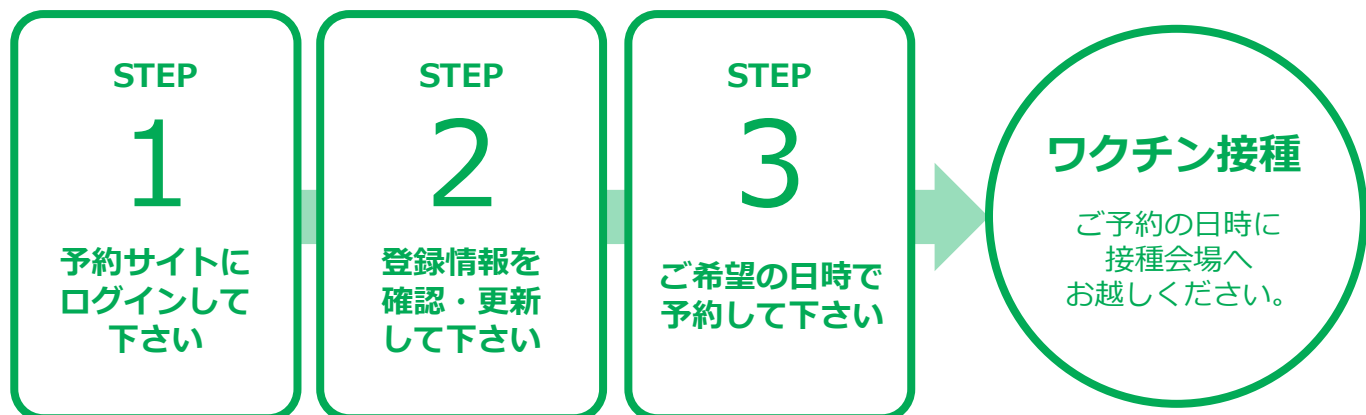 STEP
1
予約サイトに
ログインして
下さい
STEP
2
登録情報を
確認・更新
して下さい
STEP
3
ご希望の日時で
予約して下さい
ワクチン接種
ご予約の日時に
接種会場へ
お越しください。